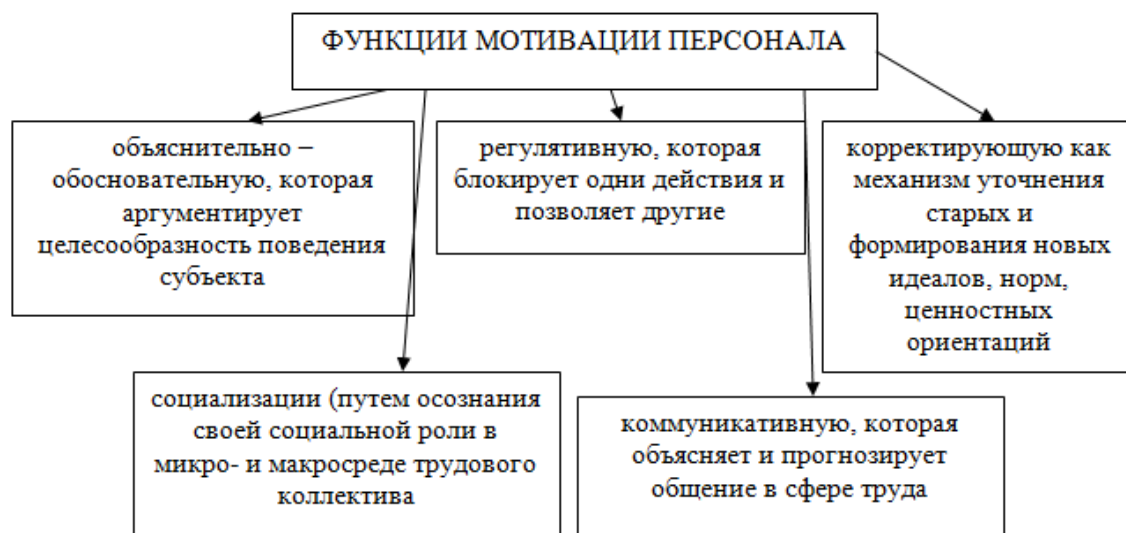 ФУНКЦИИ МОТИВАЦИИ ПЕРСОНАЛА
объяснительно –
обосновательную, которая
аргументирует
целесообразность поведения
субъекта
регулятивную, которая
блокирует одни действия и
позволяет другие
корректирующую как
механизм уточнения
старых и
формирования новых
идеалов, норм,
ценностных
ориентаций
социализации (путем осознания
своей социальной роли в
микро- и макросреде трудового
коллектива
коммуникативную, которая
объясняет и прогнозирует
общение в сфере труда